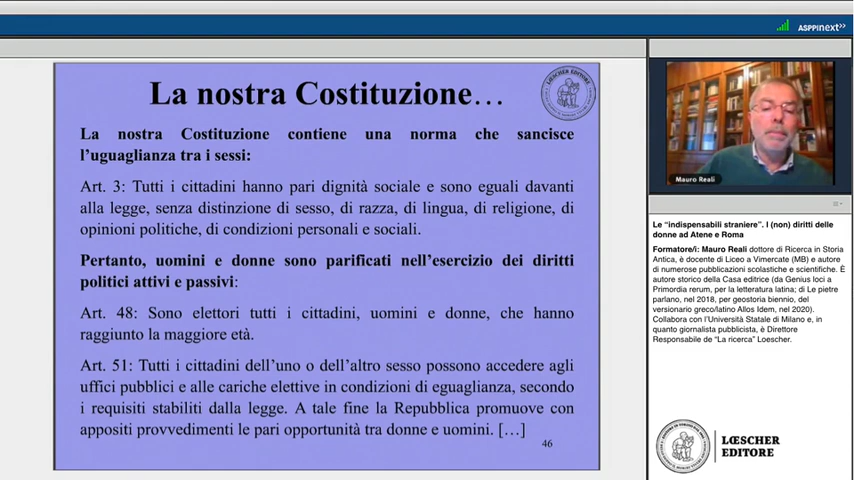 ASPPInext>>
La nostra Costituzione…
La nostra Costituzione contiene una norma che sancisce
l'uguaglianza tra i sessi:
Art. 3: Tutti i cittadini hanno pari dignità sociale e sono eguali davanti
alla legge, senza distinzione di sesso, di razza, di lingua, di religione, di
opinioni politiche, di condizioni personali e sociali.
Pertanto, uomini e donne sono parificati nell'esercizio dei diritti
politici attivi e passivi:
Art. 48: Sono elettori tutti i cittadini, uomini e donne, che hanno
raggiunto la maggiore età.
Art. 51: Tutti i cittadini dell'uno o dell'altro sesso possono accedere agli
uffici pubblici e alle cariche elettive in condizioni di eguaglianza, secondo
i requisiti stabiliti dalla legge. A tale fine la Repubblica promuove con
appositi provvedimenti le pari opportunità tra donne e uomini. […]
46
Mauro Reali
Le “indispensabili straniere”. I (non) diritti delle
donne ad Atene e Roma
Formatore/i: Mauro Reali dottore di Ricerca in Storia
Antica, è docente di Liceo a Vimercate (MB) e autore
di numerose pubblicazioni scolastiche e scientifiche. È
autore storico della Casa editrice (da Genius loci a
Primordia rerum, per la letteratura latina; di Le pietre
parlano, nel 2018, per geostoria biennio, del
versionario greco/latino Allos Idem, nel 2020).
Collabora con l'Università Statale di Milano e, in
quanto giornalista pubblicista, è Direttore
Responsabile de “La ricerca” Loescher.
LŒSCHER
EDITORE